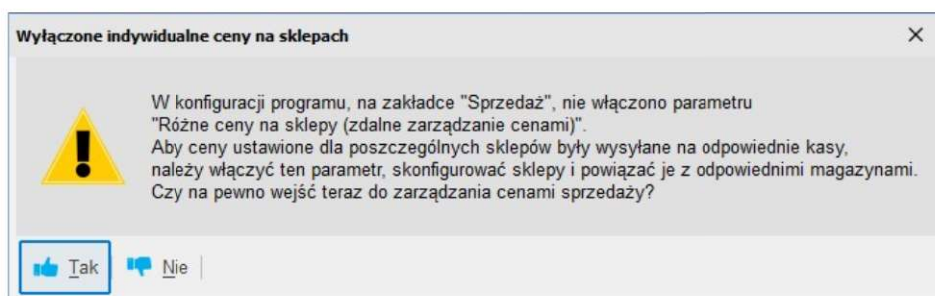 Wyłączone indywidualne ceny na sklepach
W konfiguracji programu, na zakładce "Sprzedaż", nie włączono parametru
"Różne ceny na sklepy (zdalne zarządzanie cenami)".
Aby ceny ustawione dla poszczególnych sklepów były wysyłane na odpowiednie kasy,
należy włączyć ten parametr, skonfigurować sklepy i powiązać je z odpowiednimi magazynami.
Czy na pewno wejść teraz do zarządzania cenami sprzedaży?
Tak Nie